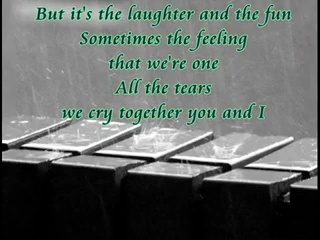 But it's the laughter and the fun
Sometimes the feeling
that we're one
All the tears
we cry together you and I